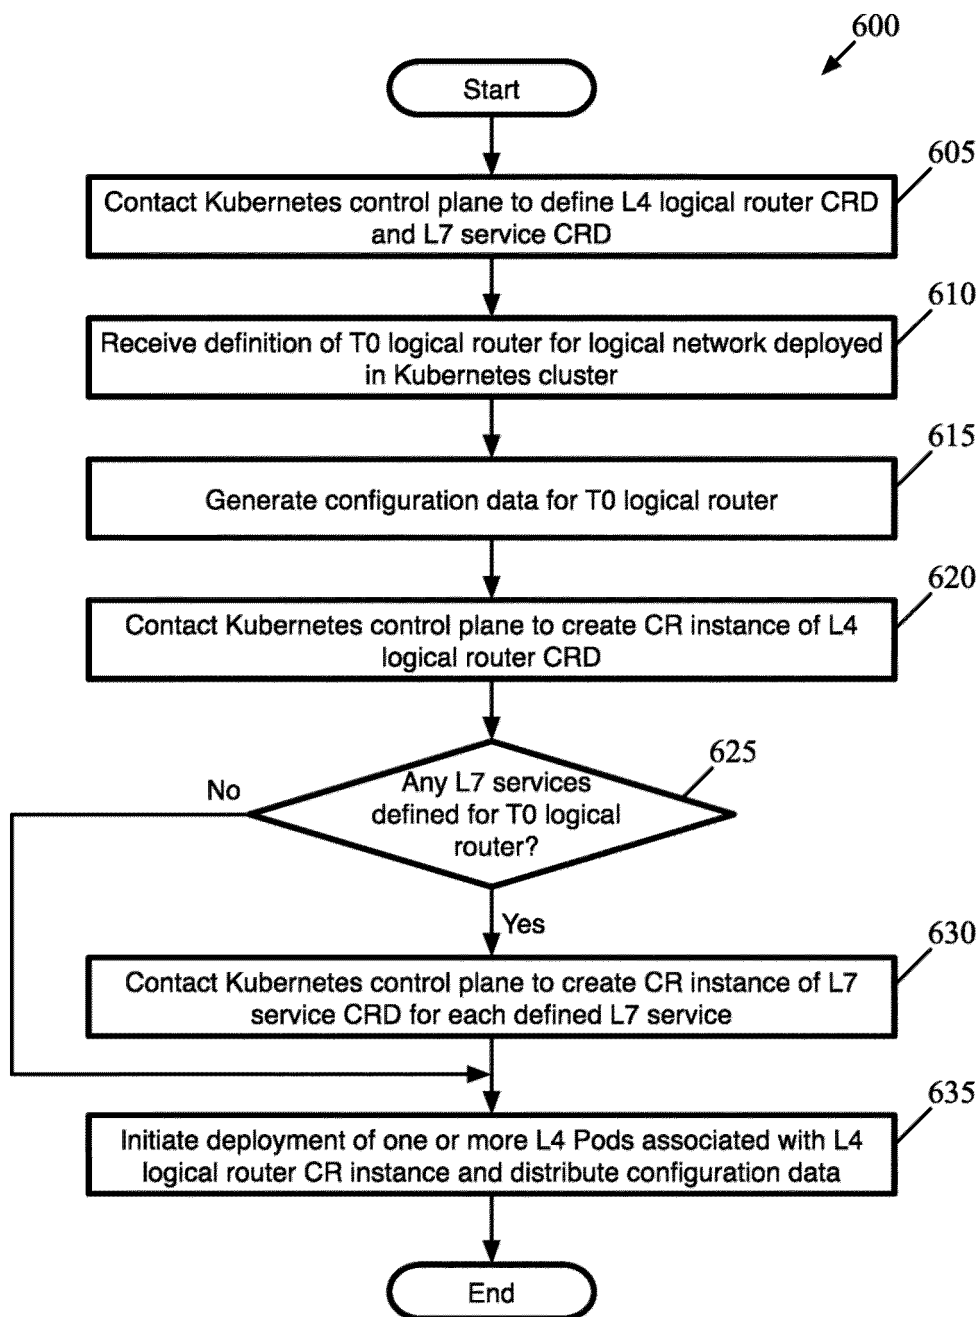 600
Start
605
Contact Kubernetes control plane to define L4 logical router CRD
and L7 service CRD
610
Receive definition of T0 logical router for logical network deployed
in Kubernetes cluster
615
Generate configuration data for T0 logical router
620
Contact Kubernetes control plane to create CR instance of L4
logical router CRD
625
Any L7 services
defined for T0 logical
router?
No
Yes
630
Contact Kubernetes control plane to create CR instance of L7
service CRD for each defined L7 service
635
Initiate deployment of one or more L4 Pods associated with L4
logical router CR instance and distribute configuration data
End